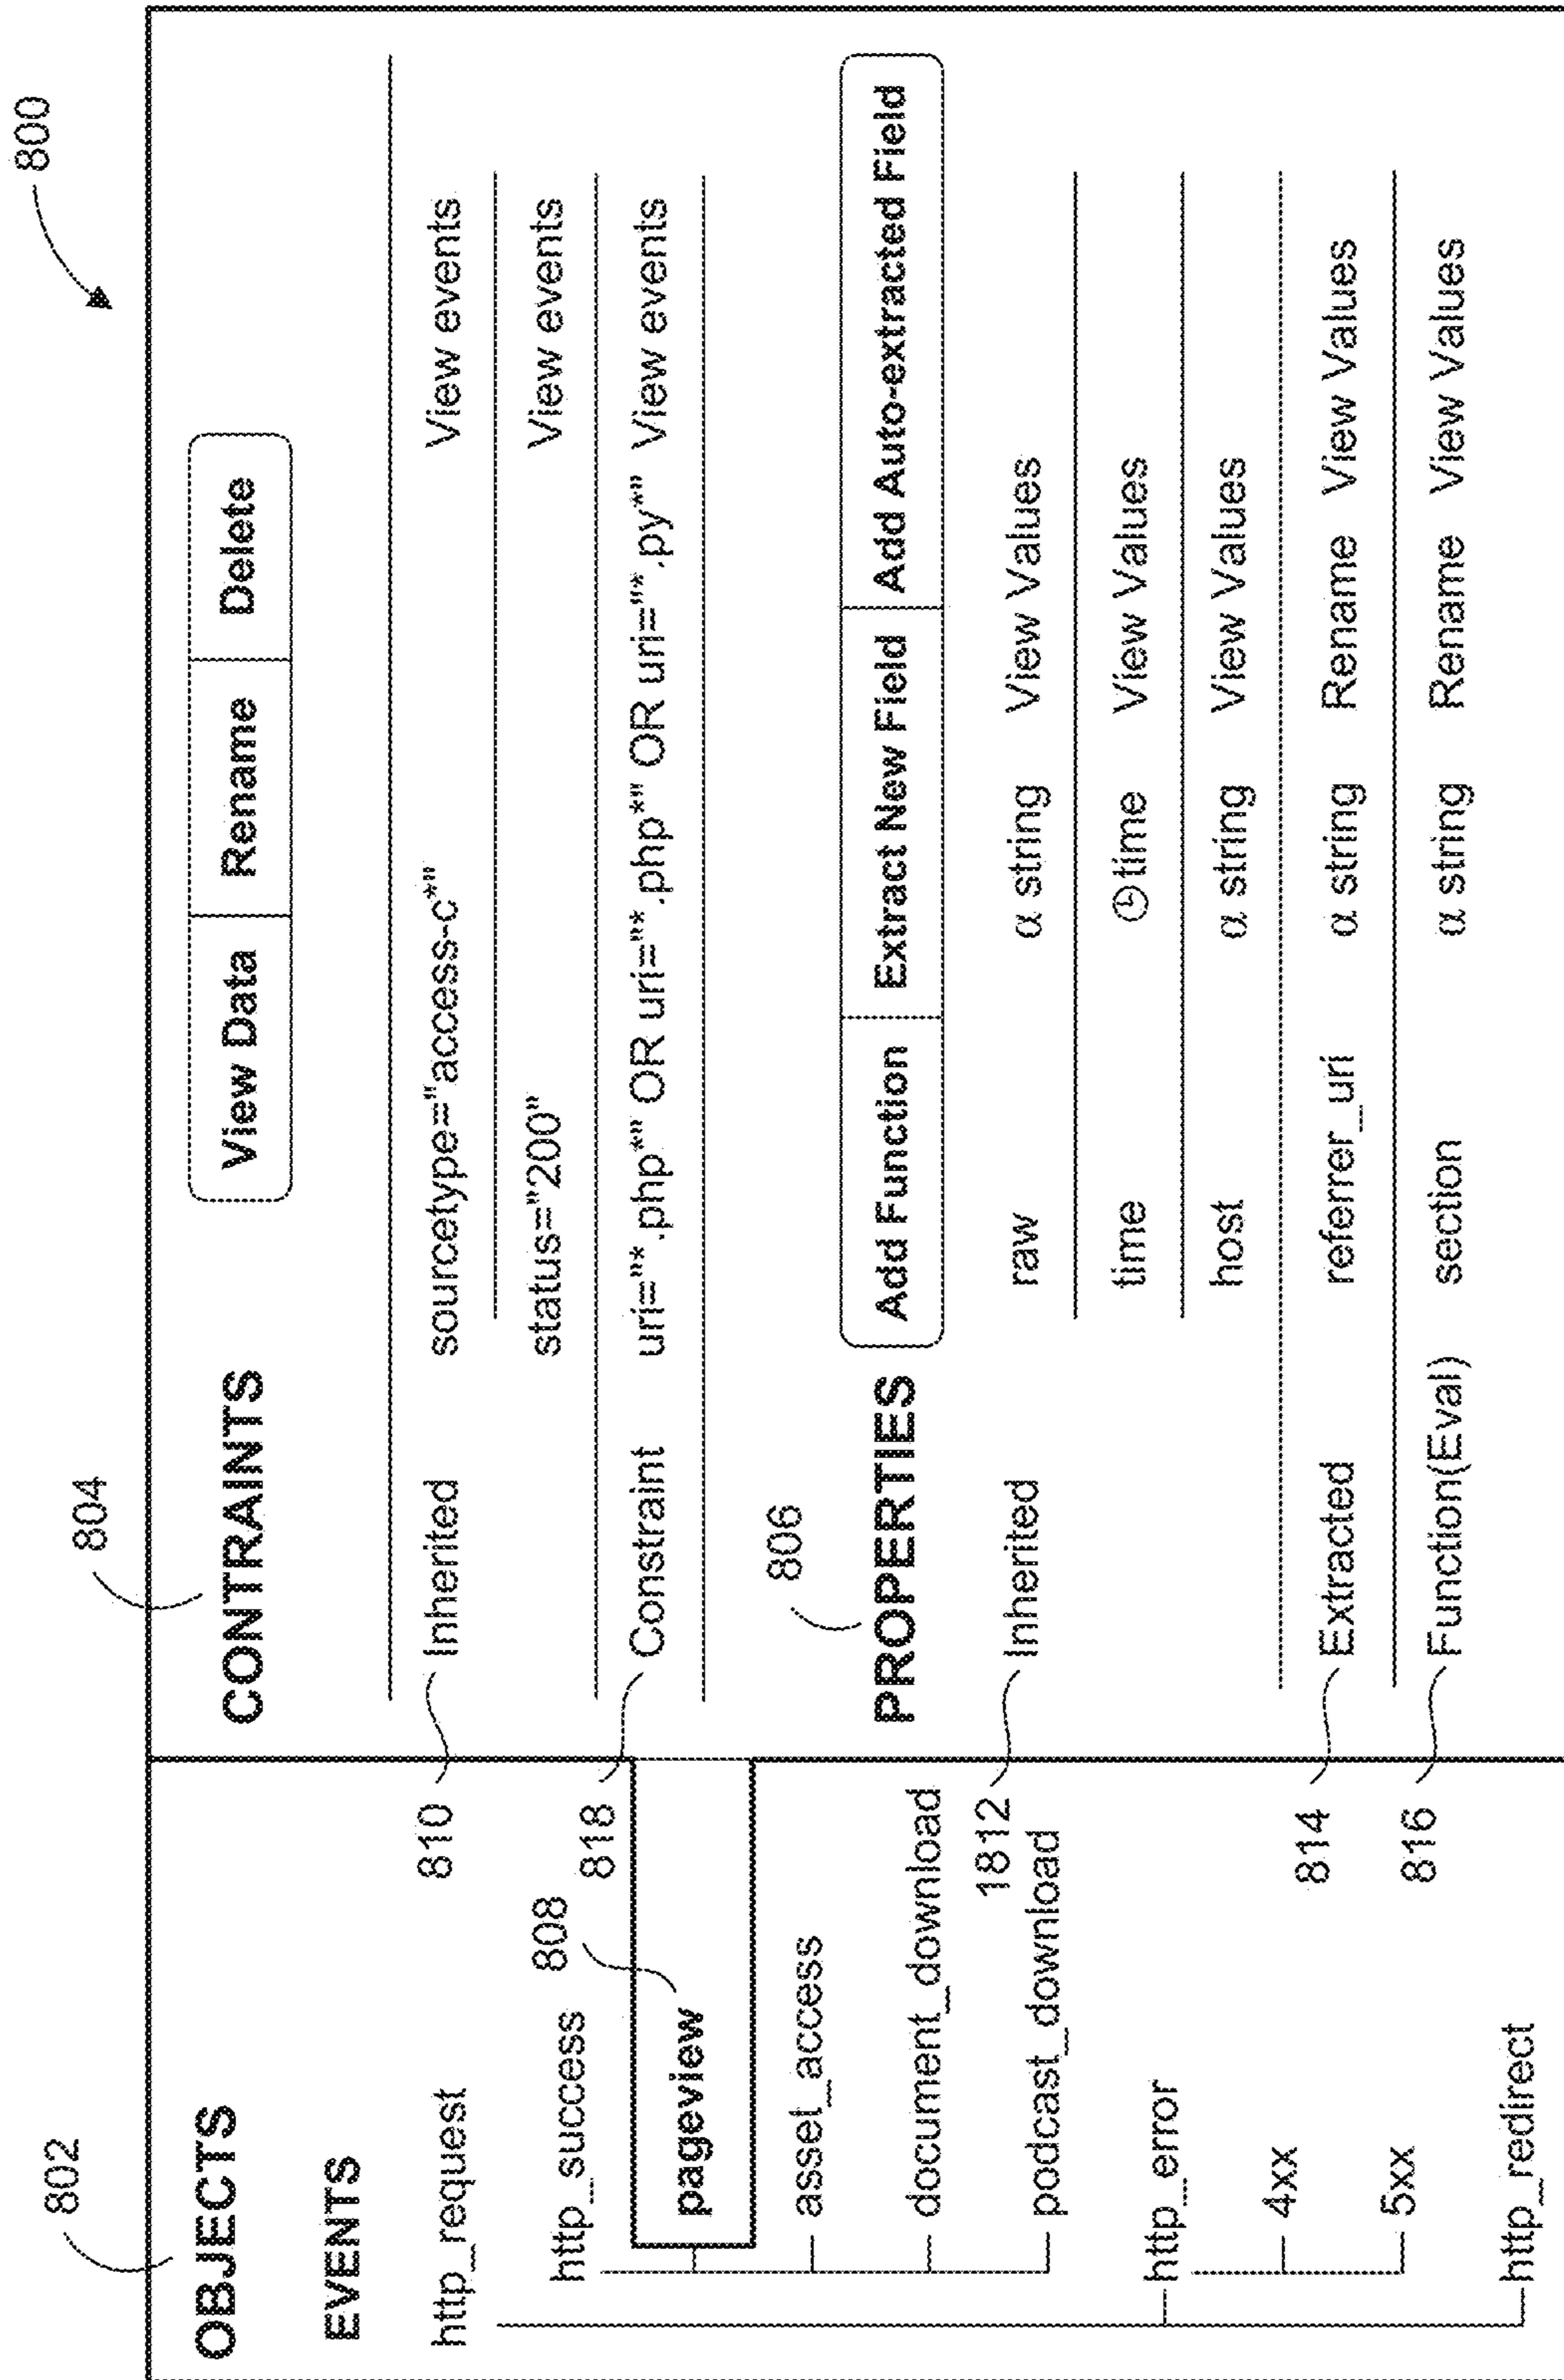 800
802
804
OBJECTS
CONTRAINTS
View Data Rename Delete
EVENTS
http_request
810
Inherited sourcetype="access-c*" View events
http_success
808
status="200" View events
818
Constraint uri="*.php*" OR uri="*.php*" OR uri="*.py*" View events
pageview
asset_access
806
PROPERTIES
Add Function Extract New Field Add Auto-extracted Field
document_download
1812
Inherited raw α string View Values
podcast_download
time time View Values
http_error
host α string View Values
4xx
814
Extracted referrer_uri α string Rename View Values
5xx
816
Function(Eval) section α string Rename View Values
http_redirect